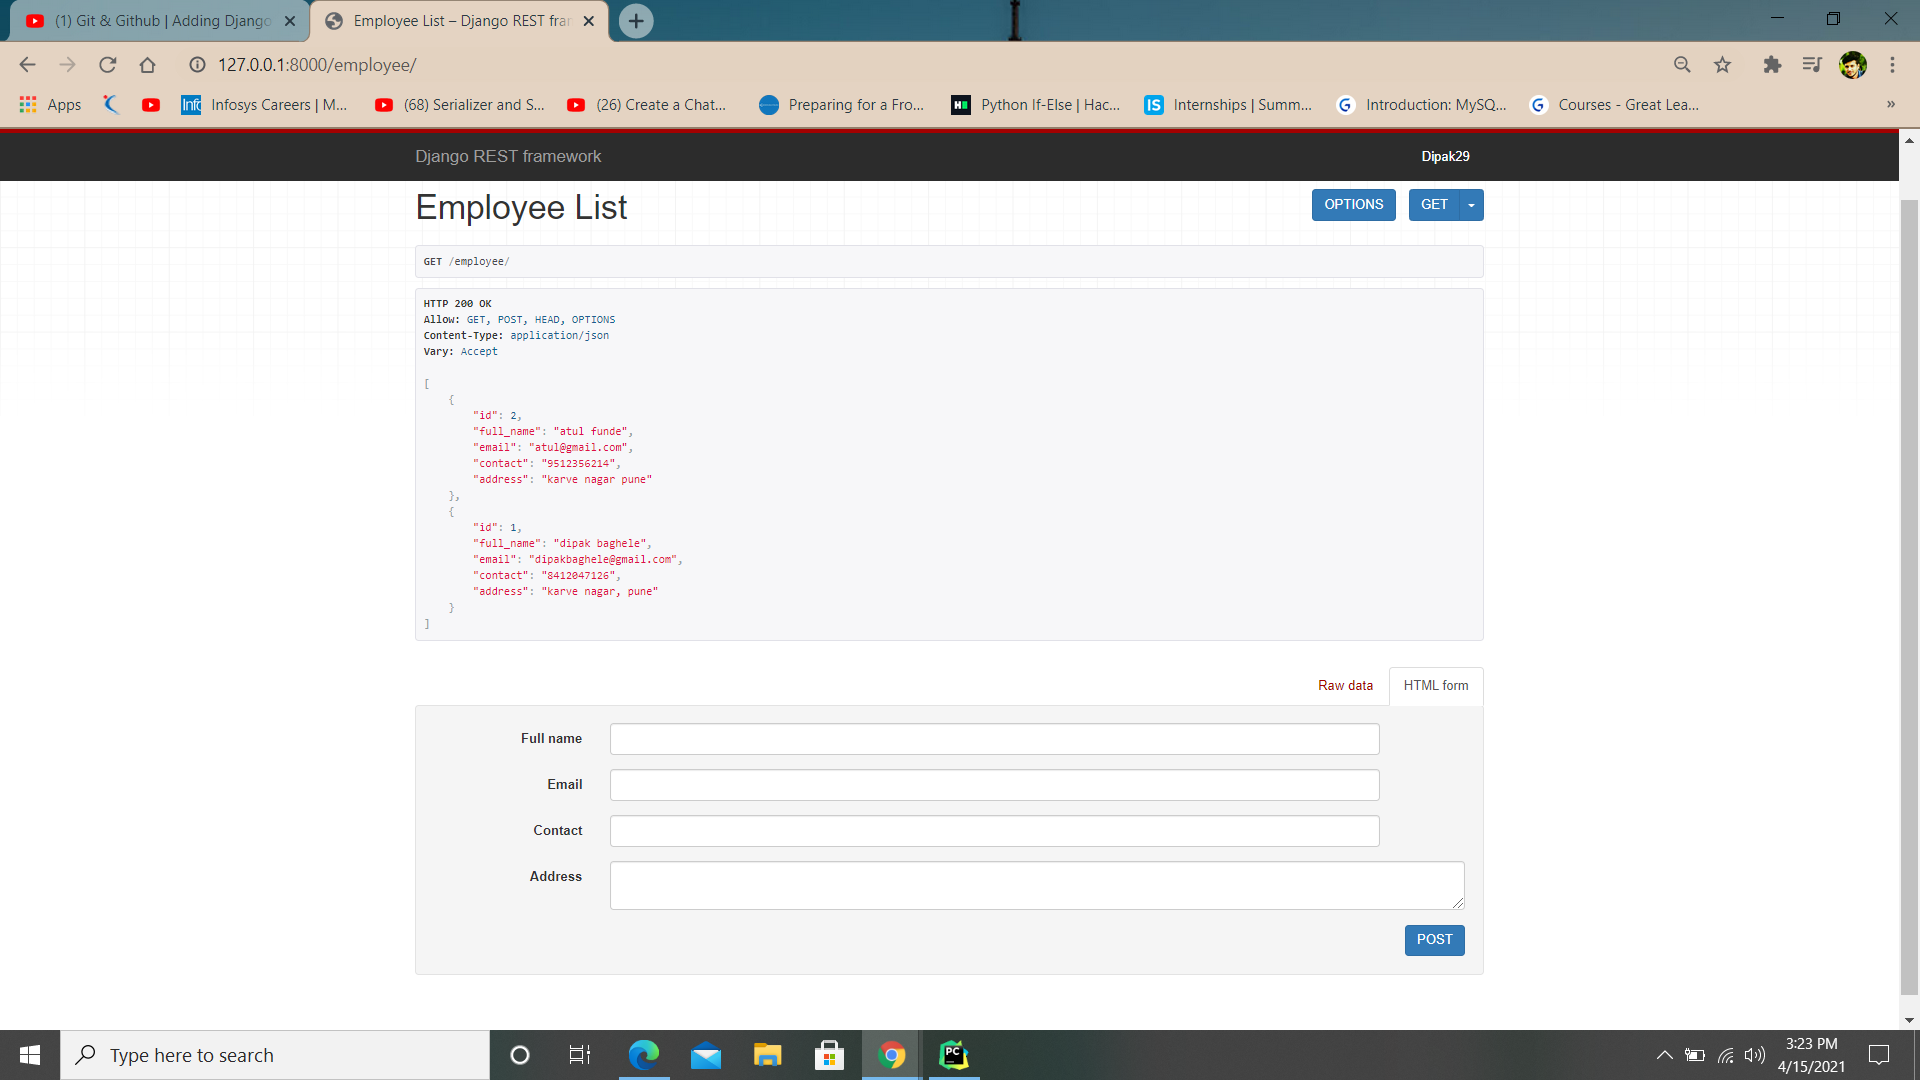 (1) Git & Github | Adding Django
Employee List – Django REST fra
127.0.0.1:8000/employee/
Apps
Infosys Careers | M...
(68) Serializer and S...
(26) Create a Chat...
Preparing for a Fro...
Python If-Else | Hac...
IS
Internships | Summ...
Introduction: MySQ...
Courses - Great Lea...
»
Django REST framework
Dipak29
Employee List
OPTIONS
GET
GET /employee/
HTTP 200 OK
Allow: GET, POST, HEAD, OPTIONS
Content-Type: application/json
Vary: Accept
[
{
"id": 2,
"full_name": "atul funde",
"email": "atul@gmail.com",
"contact": "9512356214",
"address": "karve nagar pune"
},
{
"id": 1,
"full_name": "dipak baghele",
"email": "dipakbaghele@gmail.com",
"contact": "8412047126",
"address": "karve nagar, pune"
}
]
Raw data
HTML form
Full name
Email
Contact
Address
POST
Type here to search
PC
3:23 PM
4/15/2021